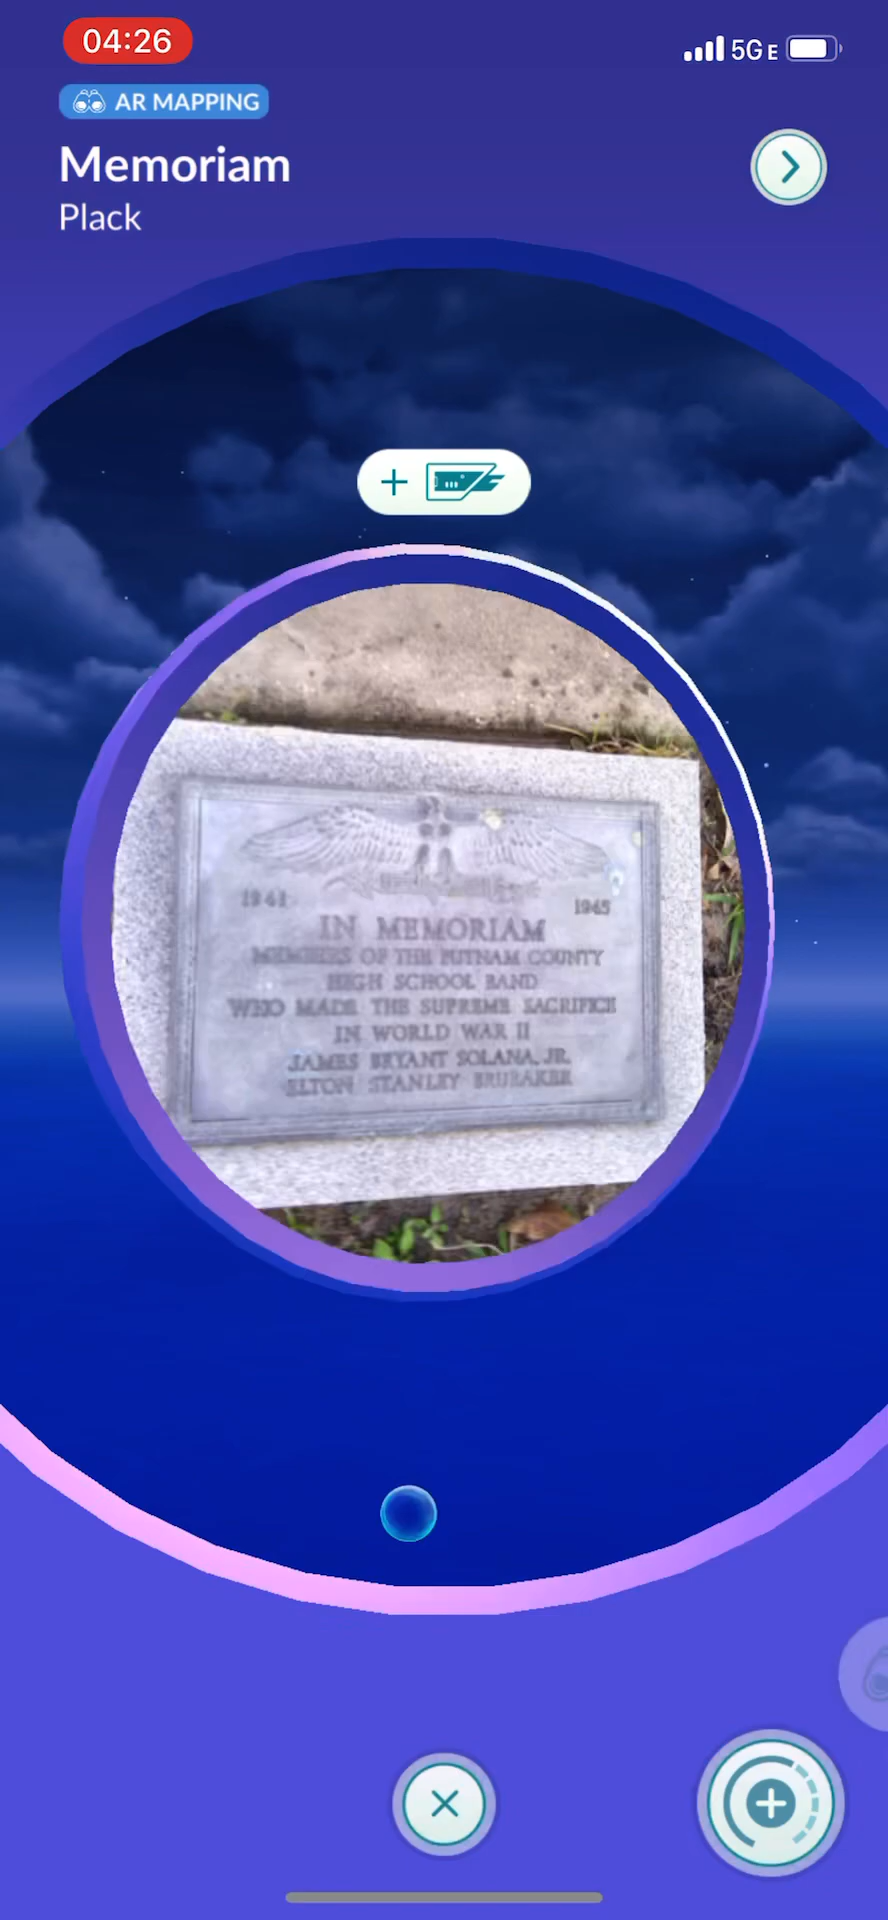 04:26
5G E
AR MAPPING
Memoriam
Plack
1941
1945
IN MEMORIAM
MEMBERS OF THE PUTNAM COUNTY
HIGH SCHOOL BAND
WHO MADE THE SUPREME SACRIFICE
IN WORLD WAR II
JAMES BRYANT SOLANA, JR.
ELTON STANLEY BRUBAKER